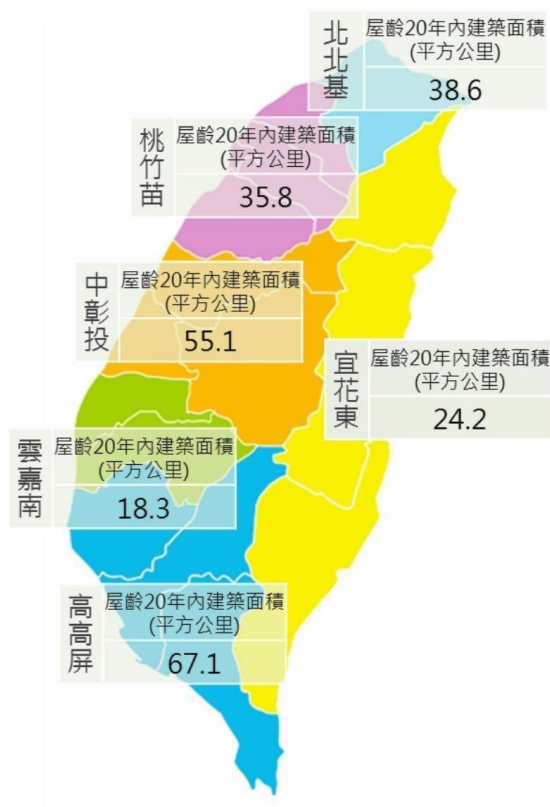 北北基
屋齡20年內建築面積
(平方公里)
38.6
桃竹苗
屋齡20年內建築面積
(平方公里)
35.8
中彰投
屋齡20年內建築面積
(平方公里)
55.1
宜花東
屋齡20年內建築面積
(平方公里)
24.2
雲嘉南
屋齡20年內建築面積
(平方公里)
18.3
高高屏
屋齡20年內建築面積
(平方公里)
67.1